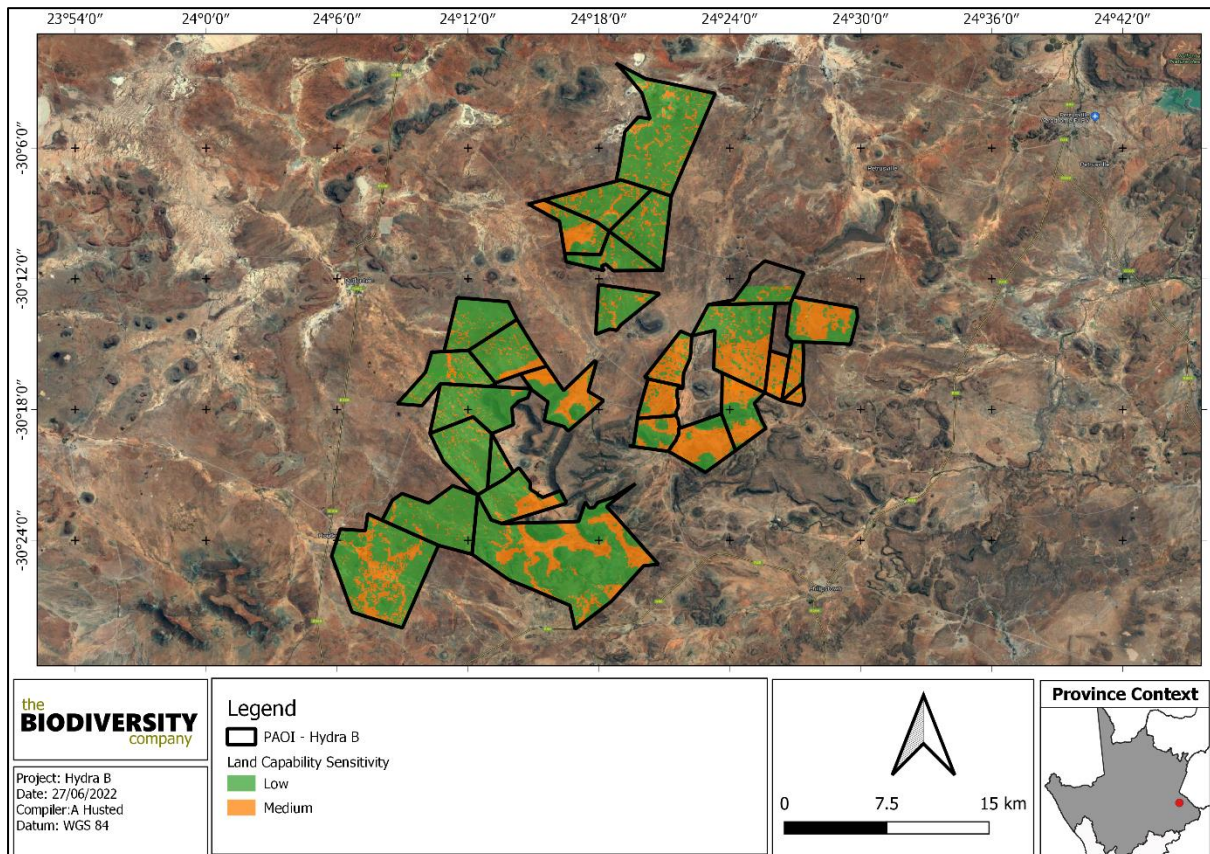 23°54′0″ 24°0′0″ 24°6′0″ 24°12′0″ 24°18′0″ 24°24′0″ 24°30′0″ 24°36′0″ 24°42′0″
-30°6′0″
-30°12′0″
-30°18′0″
-30°24′0″
Petrusville
the
BIODIVERSITY
company
Project: Hydra B
Date: 27/06/2022
Compiler:A Husted
Datum: WGS 84
Legend
PAOI - Hydra B
Land Capability Sensitivity
Low
Medium
0 7.5 15 km
Province Context